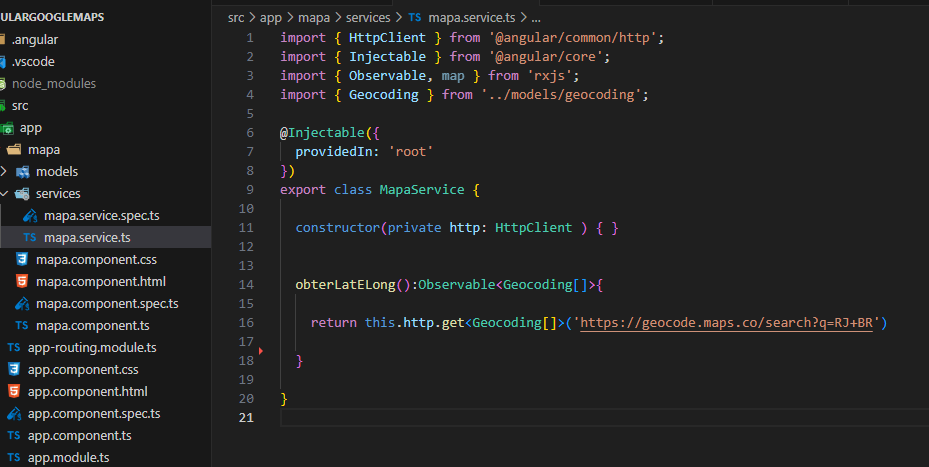 ULARGOOGLEMAPS
.angular
.vscode
node_modules
src
app
mapa
models
services
mapa.service.spec.ts
TS mapa.service.ts
mapa.component.css
mapa.component.html
mapa.component.spec.ts
TS mapa.component.ts
TS app-routing.module.ts
app.component.css
app.component.html
app.component.spec.ts
TS app.component.ts
TS app.module.ts
src > app > mapa > services > TS mapa.service.ts > ...
1 import { HttpClient } from '@angular/common/http';
2 import { Injectable } from '@angular/core';
3 import { Observable, map } from 'rxjs';
4 import { Geocoding } from '../models/geocoding';
5
6 @Injectable({
7 providedIn: 'root'
8 })
9 export class MapaService {
10
11 constructor(private http: HttpClient ) { }
12
13
14 obterLatELong():Observable<Geocoding[]>{
15
16 return this.http.get<Geocoding[]>('https://geocode.maps.co/search?q=RJ+BR')
17
18 }
19
20 }
21